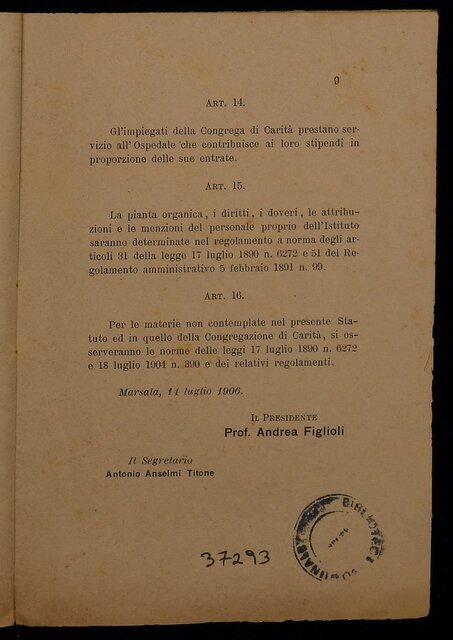 9
ART. 14.
Gl'impiegati della Congrega di Carità prestano ser-
vizio all'Ospedale che contribuisce ai loro stipendi in
proporzione delle sue entrate.
ART. 15.
La pianta organica, i diritti, i doveri, le attribu-
zioni e le menzioni del personale proprio dell'Istituto
saranno determinate nel regolamento a norma degli ar-
ticoli 31 della legge 17 luglio 1890 n. 6272 e 51 del Re-
golamento amministrativo 5 febbraio 1891 n. 99.
ART. 16.
Per le materie non contemplate nel presente Sta-
tuto ed in quello della Congregazione di Carità, si os-
serveranno le norme delle leggi 17 luglio 1890 n. 6272
e 18 luglio 1904 n. 390 e dei relativi regolamenti.
Marsala, 14 luglio 1906.
IL PRESIDENTE
Prof. Andrea Figlioli
Il Segretario
Antonio Anselmi Titone
37293